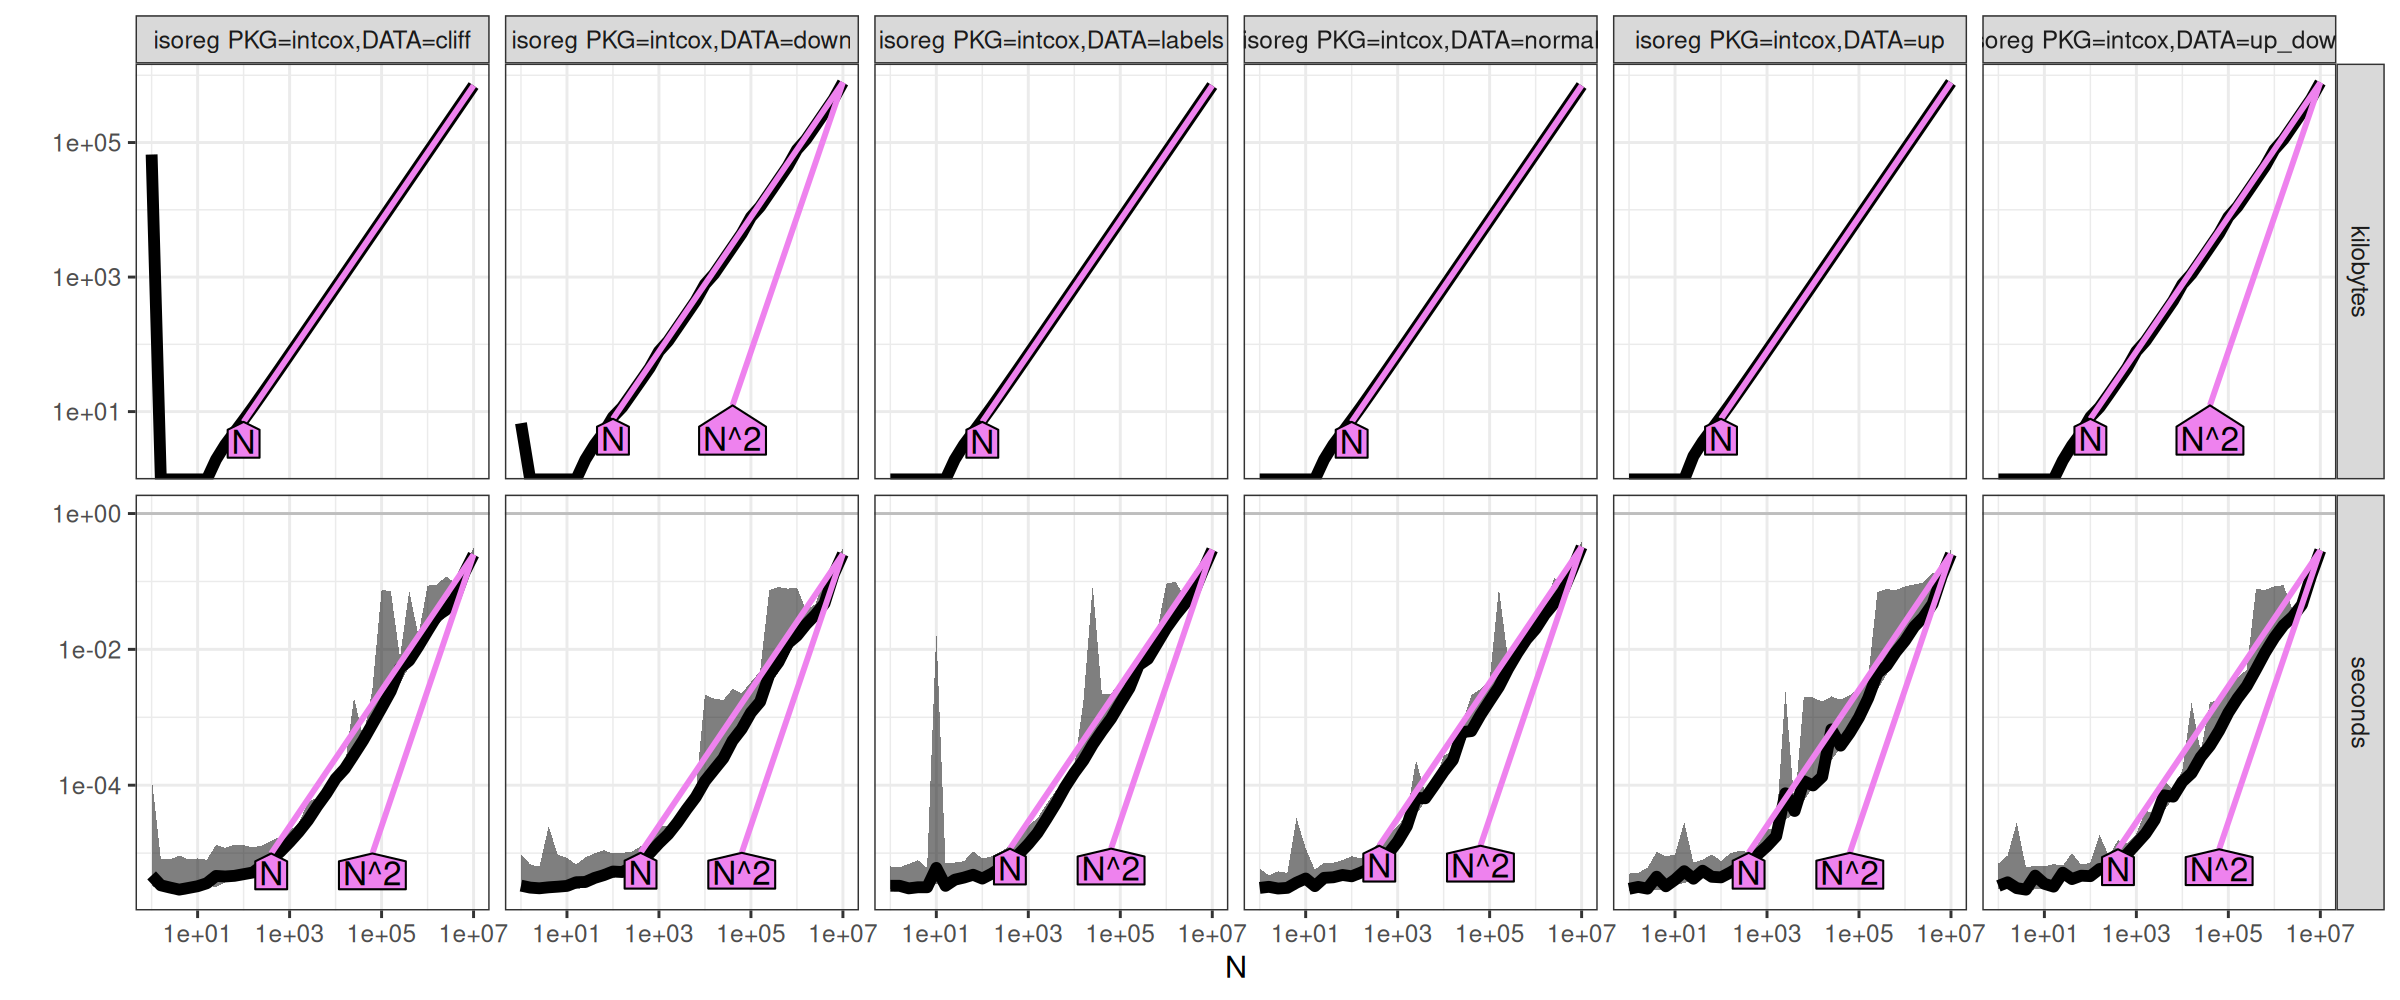 isoreg PKG=intcox,DATA=cliff
isoreg PKG=intcox,DATA=down
isoreg PKG=intcox,DATA=labels
isoreg PKG=intcox,DATA=normal
isoreg PKG=intcox,DATA=up
oreg PKG=intcox,DATA=up_dow
1e+05
1e+03
1e+01
N
N
N^2
N
N
N
N
N^2
kilobytes
1e+00
1e-02
1e-04
N
N^2
N
N^2
N
N^2
N
N^2
N
N^2
N
N^2
seconds
1e+01 1e+03 1e+05 1e+07
1e+01 1e+03 1e+05 1e+07
1e+01 1e+03 1e+05 1e+07
1e+01 1e+03 1e+05 1e+07
1e+01 1e+03 1e+05 1e+07
1e+01 1e+03 1e+05 1e+07
N